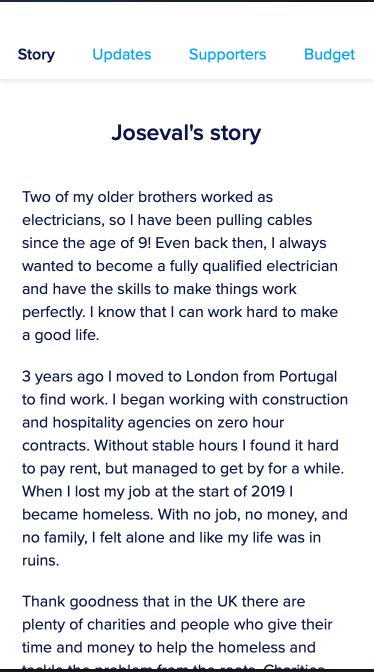 Story Updates Supporters Budget
Joseval's story
Two of my older brothers worked as
electricians, so I have been pulling cables
since the age of 9! Even back then, I always
wanted to become a fully qualified electrician
and have the skills to make things work
perfectly. I know that I can work hard to make
a good life.
3 years ago I moved to London from Portugal
to find work. I began working with construction
and hospitality agencies on zero hour
contracts. Without stable hours I found it hard
to pay rent, but managed to get by for a while.
When I lost my job at the start of 2019 I
became homeless. With no job, no money, and
no family, I felt alone and like my life was in
ruins.
Thank goodness that in the UK there are
plenty of charities and people who give their
time and money to help the homeless and
tackle the problem from the roots. Charities